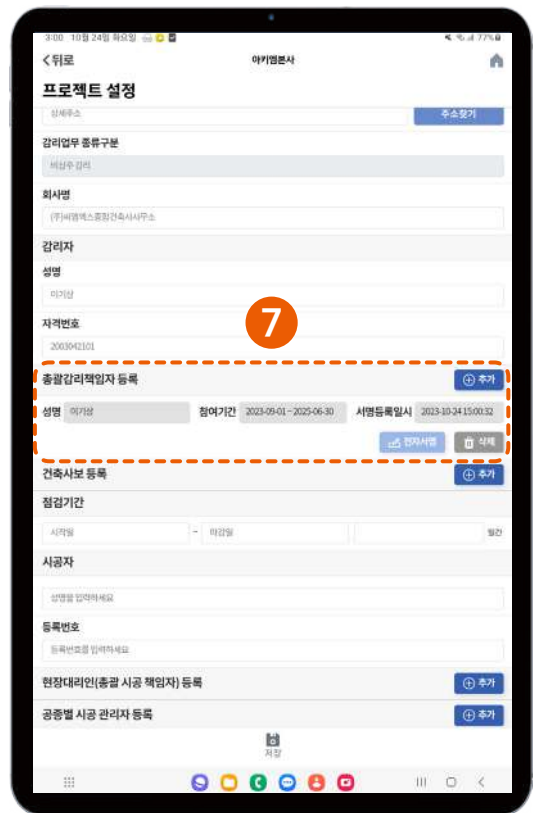 3:00 10월 24일 화요일 77%
뒤로 아키엠본사
프로젝트 설정
상세주소 주소찾기
감리업무 종류구분
비상주 감리
회사명
(주)씨엠엑스종합건축사사무소
감리자
성명
이기상
자격번호
2003042101
7
총괄감리책임자 등록 추가
성명 이기상 참여기간 2023-09-01 ~ 2025-06-30 서명등록일시 2023-10-24 15:00:32
전자서명 삭제
건축사보 등록 추가
점검기간
시작일 ~ 마감일 일간
시공자
성명을 입력하세요
등록번호
등록번호를 입력하세요
현장대리인(총괄 시공 책임자) 등록 추가
공종별 시공 관리자 등록 추가
저장